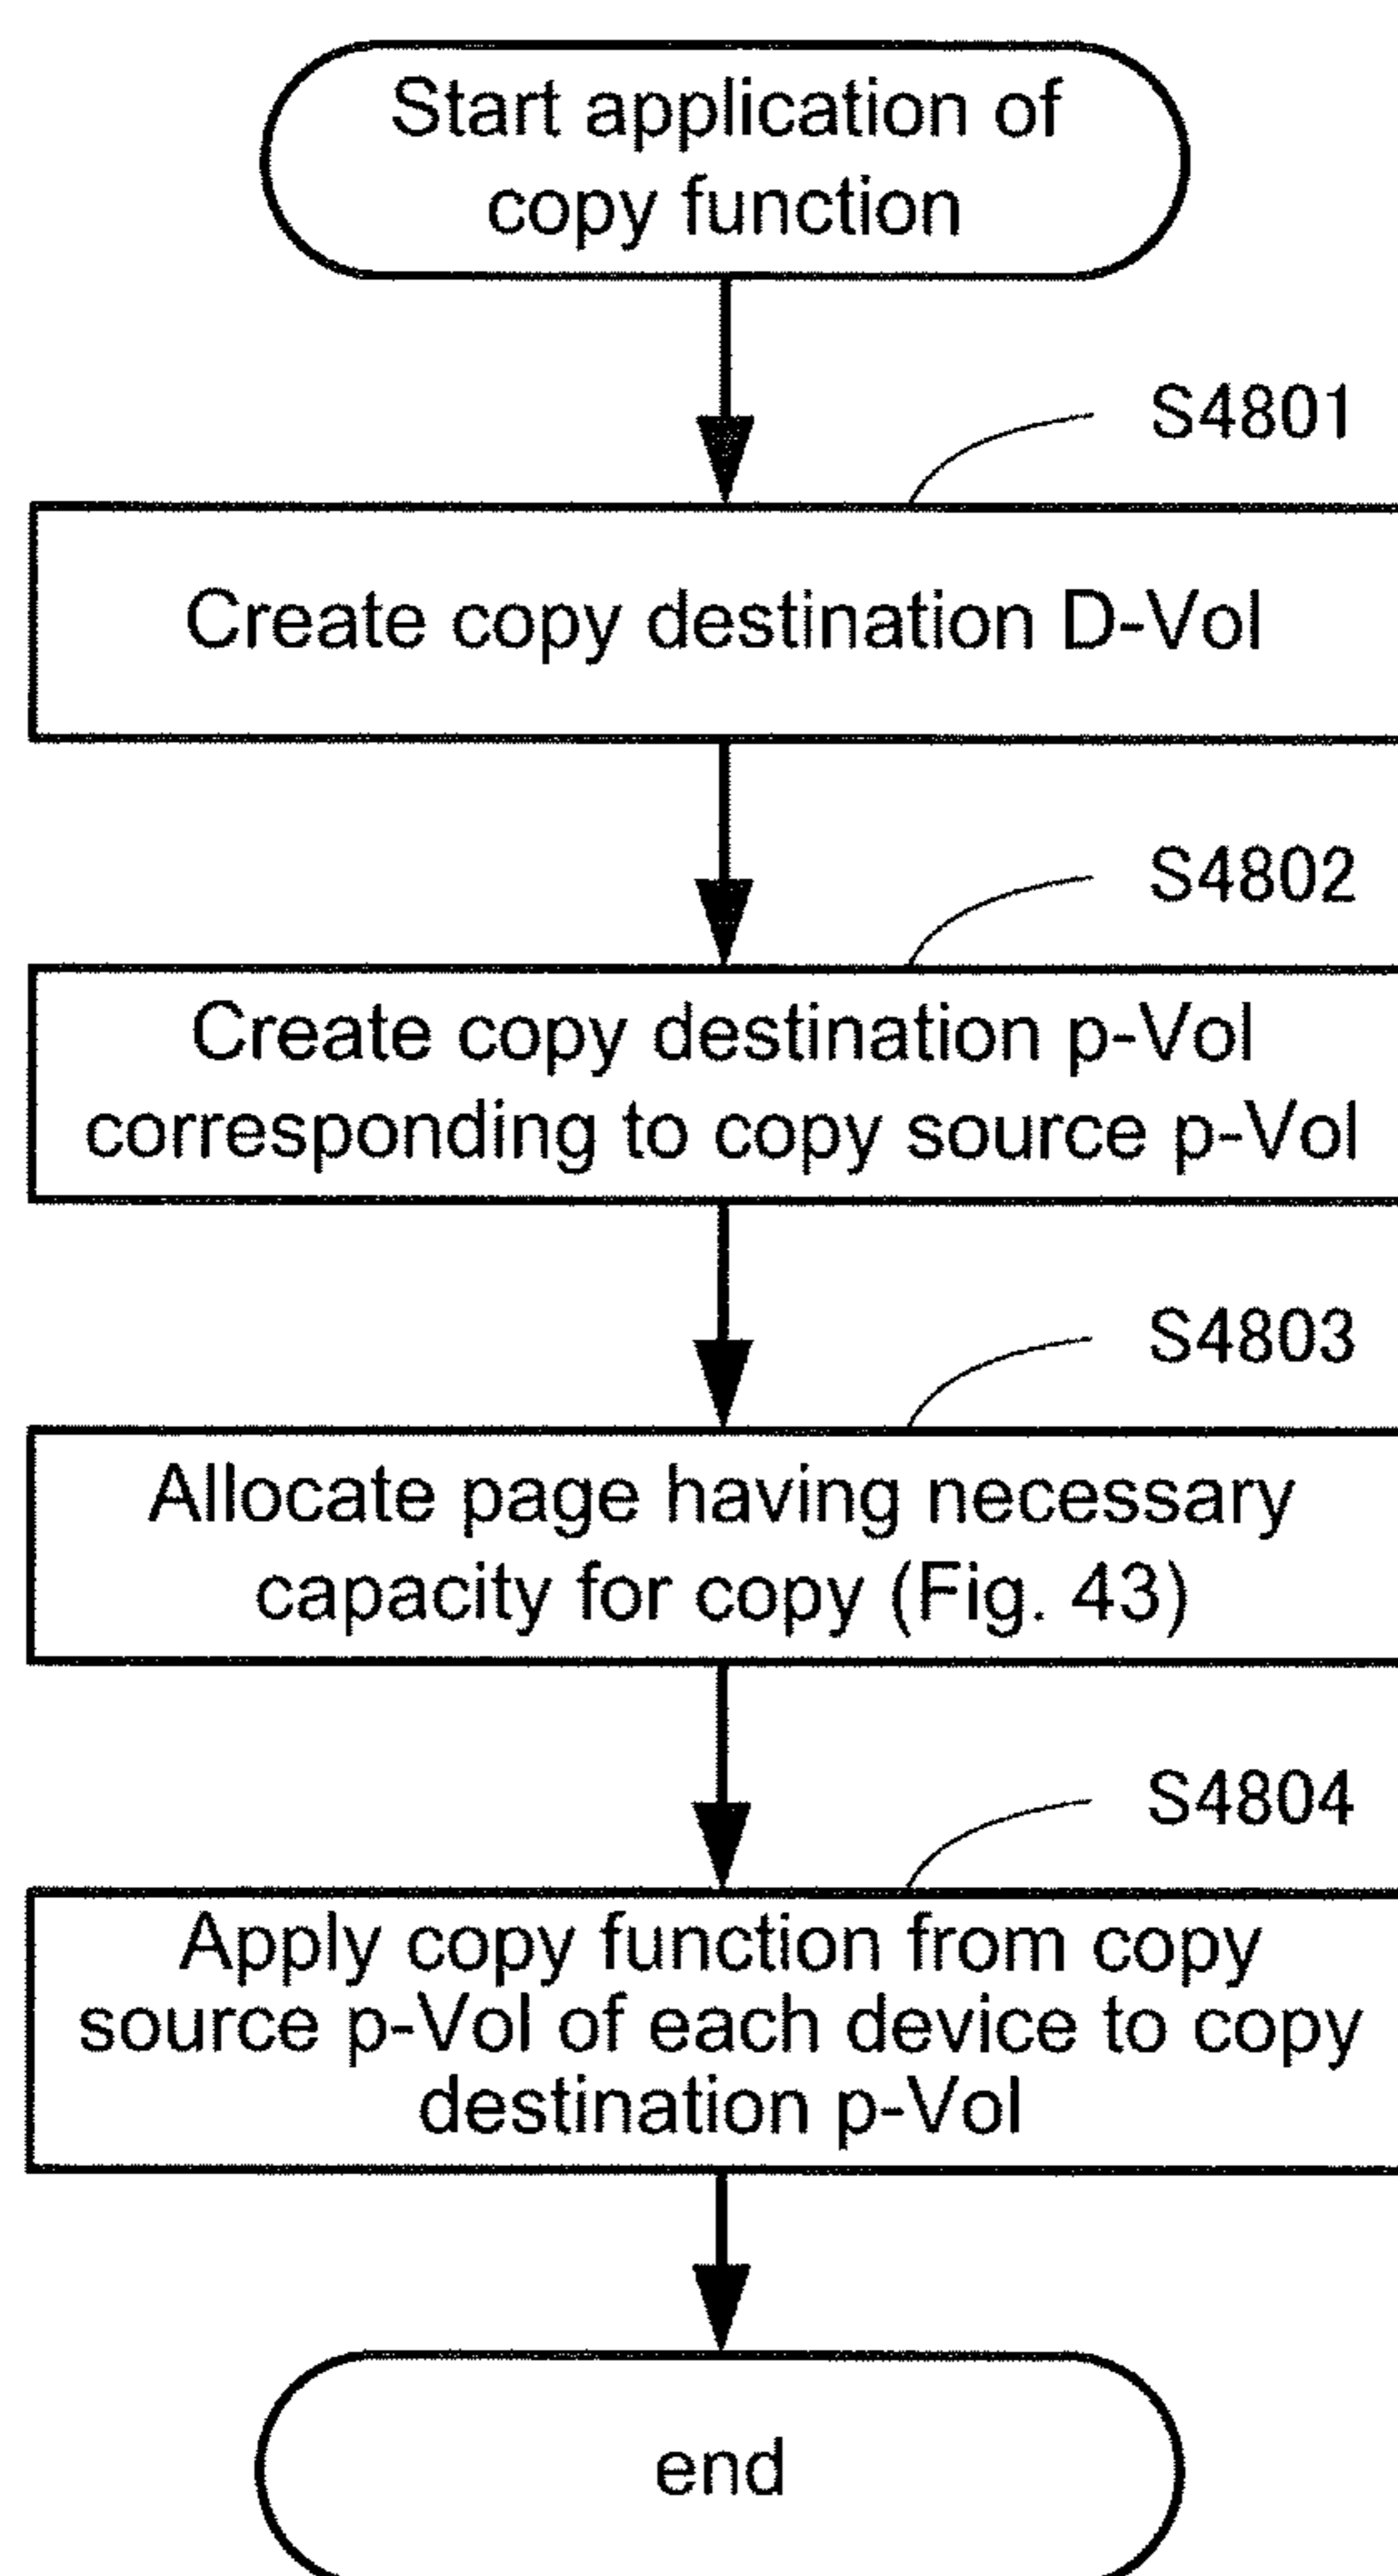 Start application of
copy function
S4801
Create copy destination D-Vol
S4802
Create copy destination p-Vol
corresponding to copy source p-Vol
S4803
Allocate page having necessary
capacity for copy (Fig. 43)
S4804
Apply copy function from copy
source p-Vol of each device to copy
destination p-Vol
end